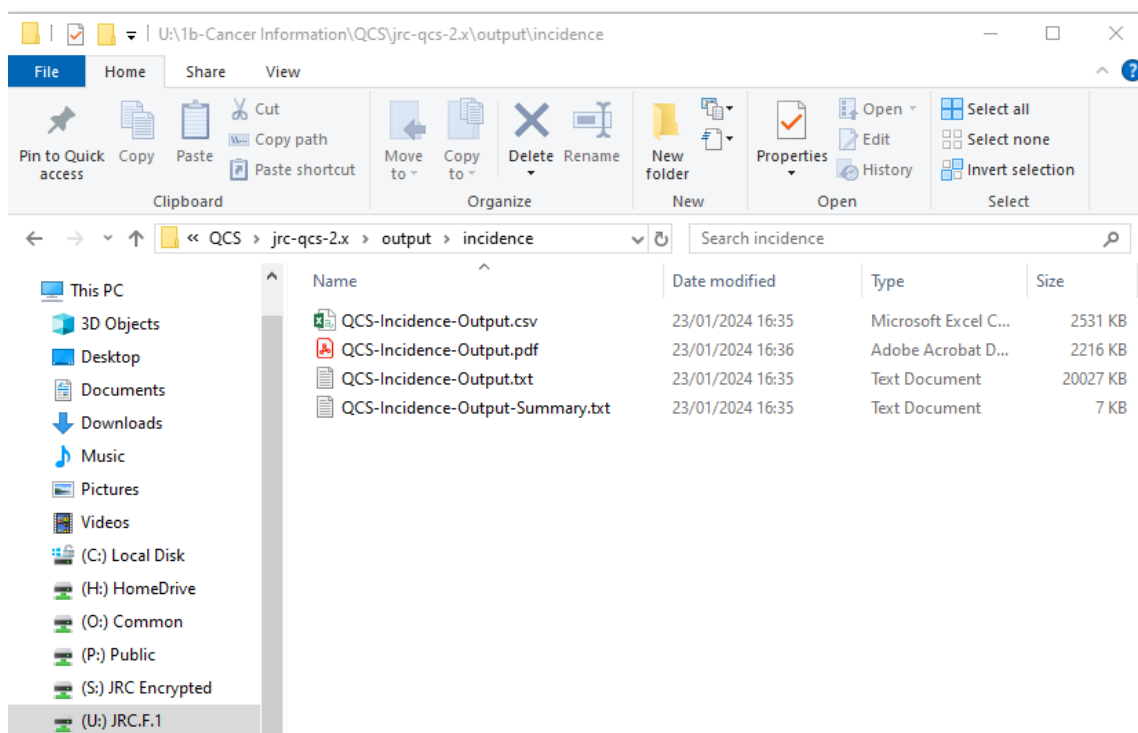 U:\1b-Cancer Information\QCS\jrc-qcs-2.x\output\incidence
File Home Share View
Pin to Quick access
Copy
Paste
Cut
Copy path
Paste shortcut
Clipboard
Move to
Copy to
Delete
Rename
Organize
New folder
New
Properties
Open
Edit
History
Open
Select all
Select none
Invert selection
Select
« QCS > jrc-qcs-2.x > output > incidence
Search incidence
This PC
3D Objects
Desktop
Documents
Downloads
Music
Pictures
Videos
(C:) Local Disk
(H:) HomeDrive
(O:) Common
(P:) Public
(S:) JRC Encrypted
(U:) JRC.F.1
Name Date modified Type Size
QCS-Incidence-Output.csv 23/01/2024 16:35 Microsoft Excel C... 2531 KB
QCS-Incidence-Output.pdf 23/01/2024 16:36 Adobe Acrobat D... 2216 KB
QCS-Incidence-Output.txt 23/01/2024 16:35 Text Document 20027 KB
QCS-Incidence-Output-Summary.txt 23/01/2024 16:35 Text Document 7 KB